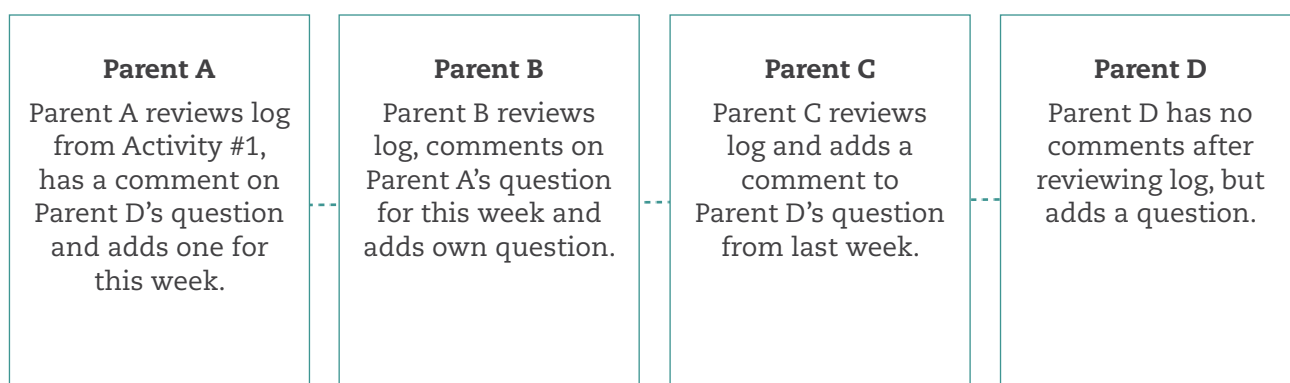 Parent A
Parent A reviews log
from Activity #1,
has a comment on
Parent D’s question
and adds one for
this week.
Parent B
Parent B reviews
log, comments on
Parent A’s question
for this week and
adds own question.
Parent C
Parent C reviews
log and adds a
comment to
Parent D’s question
from last week.
Parent D
Parent D has no
comments after
reviewing log, but
adds a question.